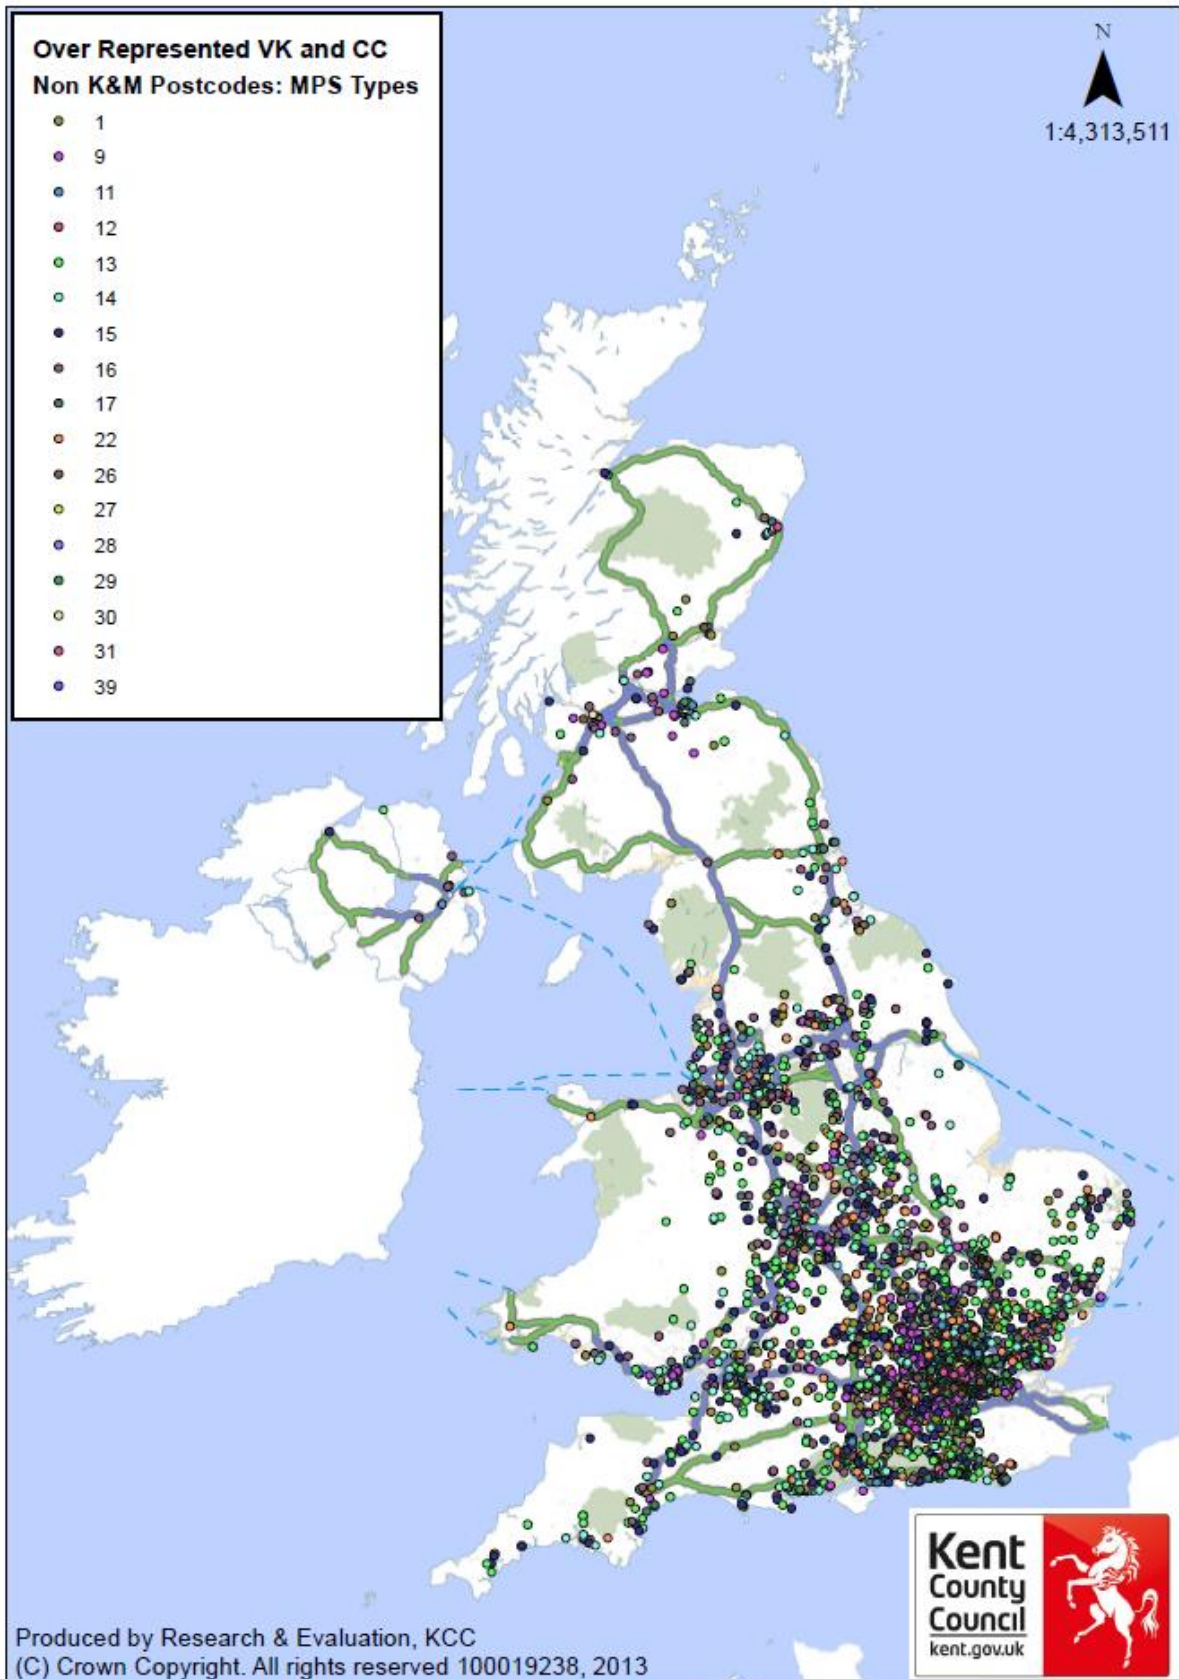 Over Represented VK and CC
Non K&M Postcodes: MPS Types
1
9
11
12
13
14
15
16
17
22
26
27
28
29
30
31
39
N
1:4,313,511
Kent
County
Council
kent.gov.uk
Produced by Research & Evaluation, KCC
(C) Crown Copyright. All rights reserved 100019238, 2013